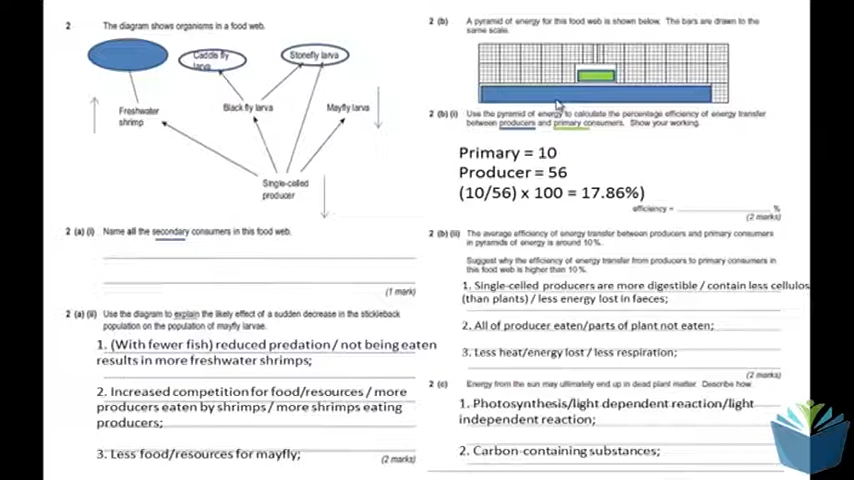 2 The diagram shows organisms in a food web.
Caddis fly
larva
Stonefly larva
Freshwater
shrimp
Black fly larva
Mayfly larva
Single-celled
producer
2 (a) (i) Name all the secondary consumers in this food web.
(1 mark)
2 (a) (ii) Use the diagram to explain the likely effect of a sudden decrease in the stickleback
population on the population of mayfly larvae.
1. (With fewer fish) reduced predation / not being eaten
results in more freshwater shrimps;
2. Increased competition for food/resources / more
producers eaten by shrimps / more shrimps eating
producers;
3. Less food/resources for mayfly;
(2 marks)
2 (b) A pyramid of energy for this food web is shown below. The bars are drawn to the
same scale.
2 (b) (i) Use the pyramid of energy to calculate the percentage efficiency of energy transfer
between producers and primary consumers. Show your working.
Primary = 10
Producer = 56
(10/56) x 100 = 17.86%)
efficiency = %
(2 marks)
2 (b) (ii) The average efficiency of energy transfer between producers and primary consumers
in pyramids of energy is around 10%.
Suggest why the efficiency of energy transfer from producers to primary consumers in
this food web is higher than 10%.
1. Single-celled producers are more digestible / contain less cellulos
(than plants) / less energy lost in faeces;
2. All of producer eaten/parts of plant not eaten;
3. Less heat/energy lost / less respiration;
(2 marks)
2 (c) Energy from the sun may ultimately end up in dead plant matter. Describe how.
1. Photosynthesis/light dependent reaction/light
independent reaction;
2. Carbon-containing substances;